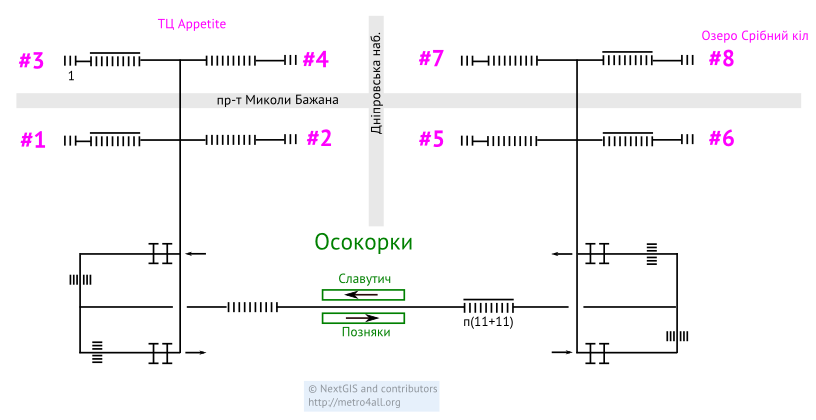 ТЦ Appetite
Озеро Срібний кіл
#3
#4
#7
#8
1
Дніпровська наб.
пр-т Миколи Бажана
#1
#2
#5
#6
Осокорки
Славутич
Позняки
п(11+11)
© NextGIS and contributors
http://metro4all.org